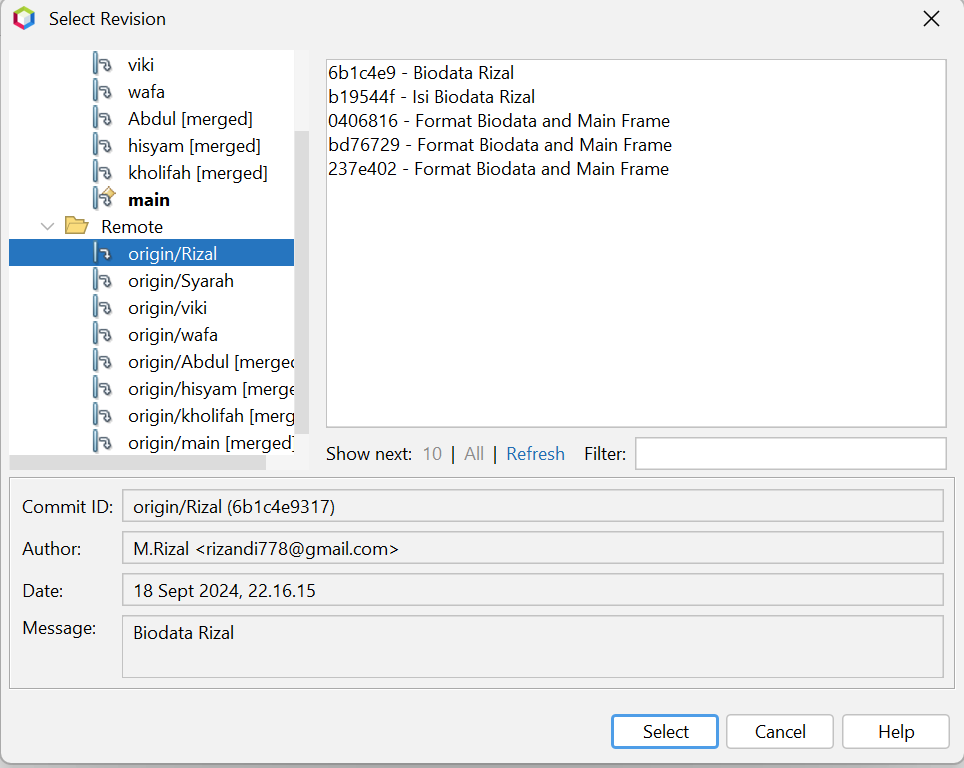 Select Revision
viki
wafa
Abdul [merged]
hisyam [merged]
kholifah [merged]
main
Remote
origin/Rizal
origin/Syarah
origin/viki
origin/wafa
origin/Abdul [merged
origin/hisyam [merge
origin/kholifah [merg
origin/main [merged]
6b1c4e9 - Biodata Rizal
b19544f - Isi Biodata Rizal
0406816 - Format Biodata and Main Frame
bd76729 - Format Biodata and Main Frame
237e402 - Format Biodata and Main Frame
Show next: 10 | All | Refresh Filter:
Commit ID: origin/Rizal (6b1c4e9317)
Author: M.Rizal <rizandi778@gmail.com>
Date: 18 Sept 2024, 22.16.15
Message: Biodata Rizal
Select Cancel Help